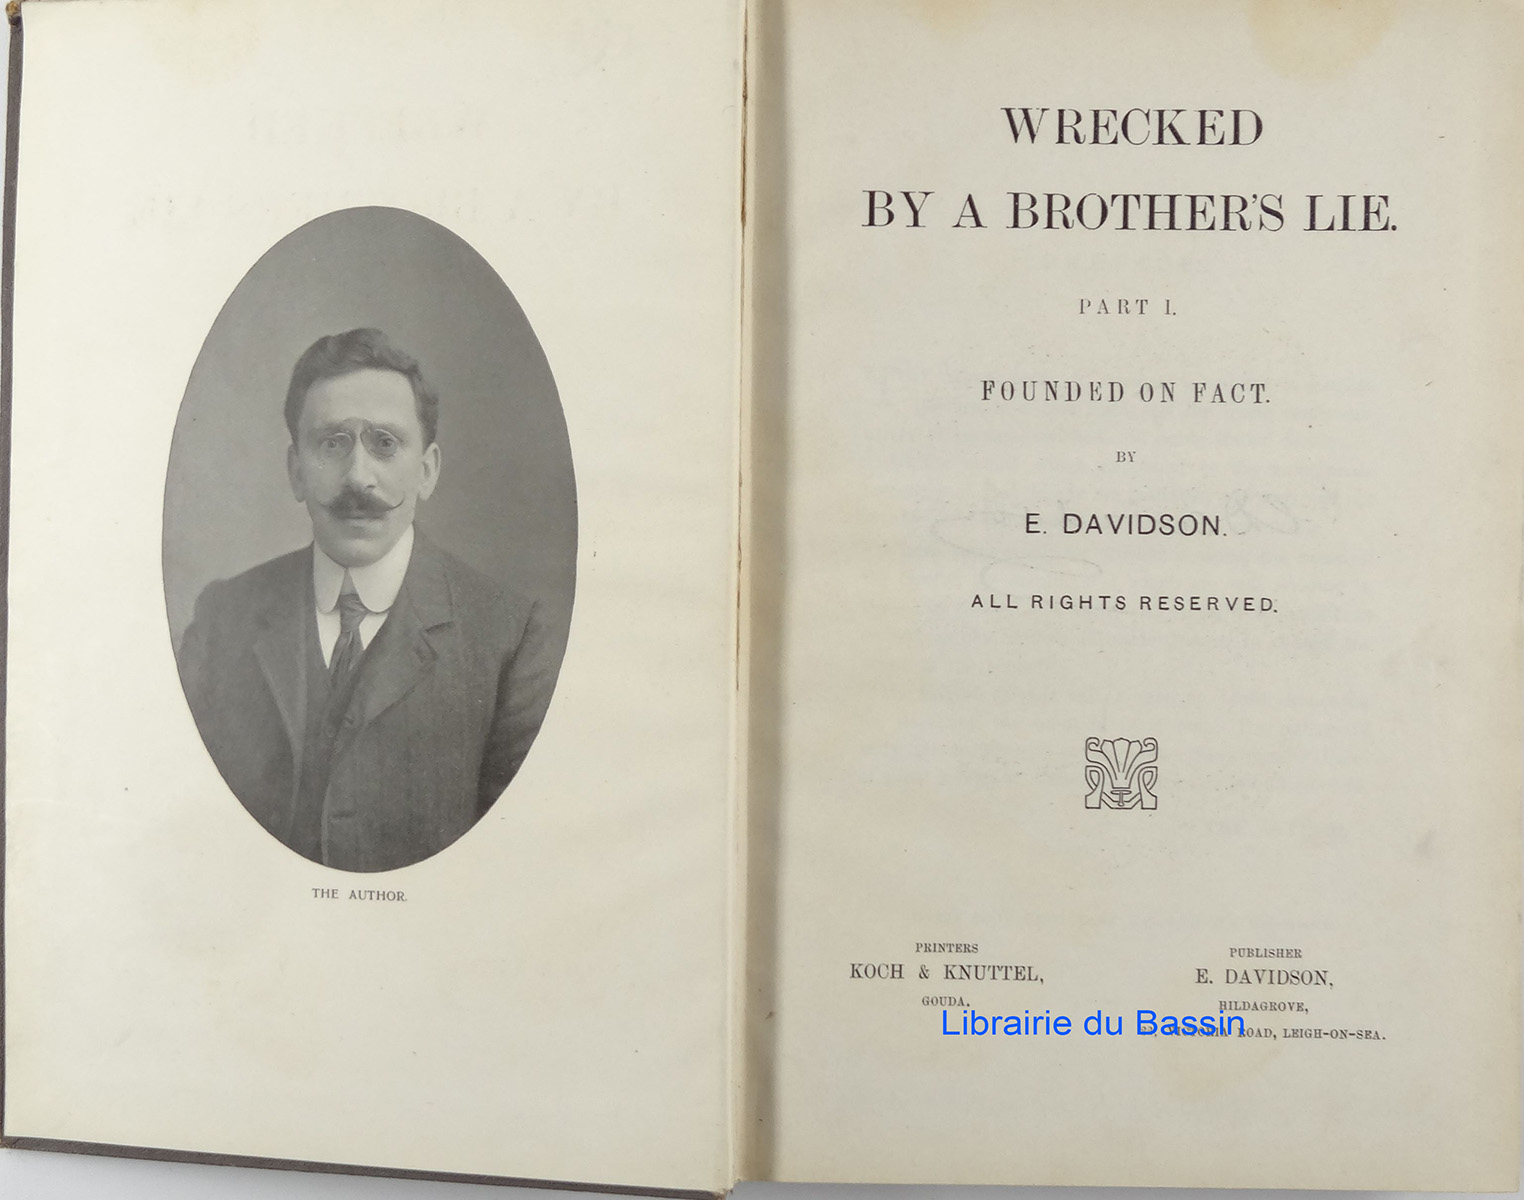 THE AUTHOR.
WRECKED
BY A BROTHER'S LIE.
PART I.
FOUNDED ON FACT.
BY
E. DAVIDSON.
ALL RIGHTS RESERVED.
PRINTERS
KOCH & KNUTTEL,
GOUDA.
PUBLISHER
E. DAVIDSON,
HILDAGROVE,
VICTORIA ROAD, LEIGH-ON-SEA.
Librairie du Bassin